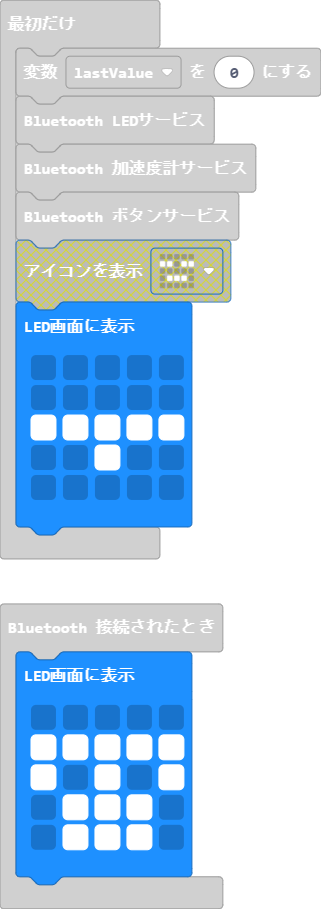 最初だけ
変数 lastValue を 0 にする
Bluetooth LEDサービス
Bluetooth 加速度計サービス
Bluetooth ボタンサービス
アイコンを表示
LED画面に表示
Bluetooth 接続されたとき
LED画面に表示